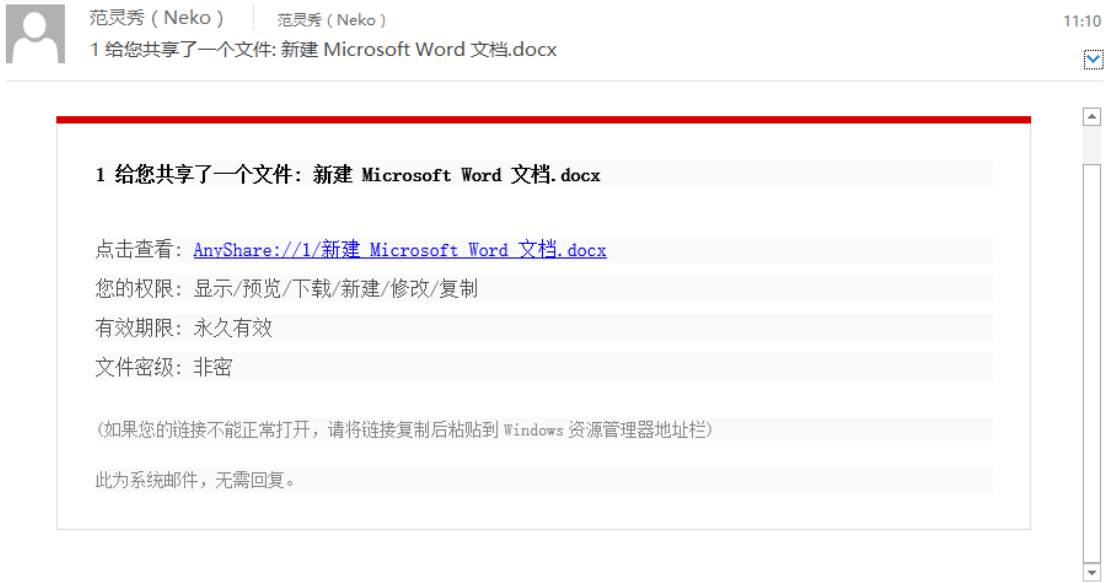 范灵秀（Neko） 范灵秀（Neko） 11:10
1 给您共享了一个文件: 新建 Microsoft Word 文档.docx
1 给您共享了一个文件: 新建 Microsoft Word 文档.docx
点击查看: AnyShare://1/新建 Microsoft Word 文档.docx
您的权限: 显示/预览/下载/新建/修改/复制
有效期限: 永久有效
文件密级: 非密
(如果您的链接不能正常打开，请将链接复制后粘贴到 Windows 资源管理器地址栏)
此为系统邮件，无需回复。